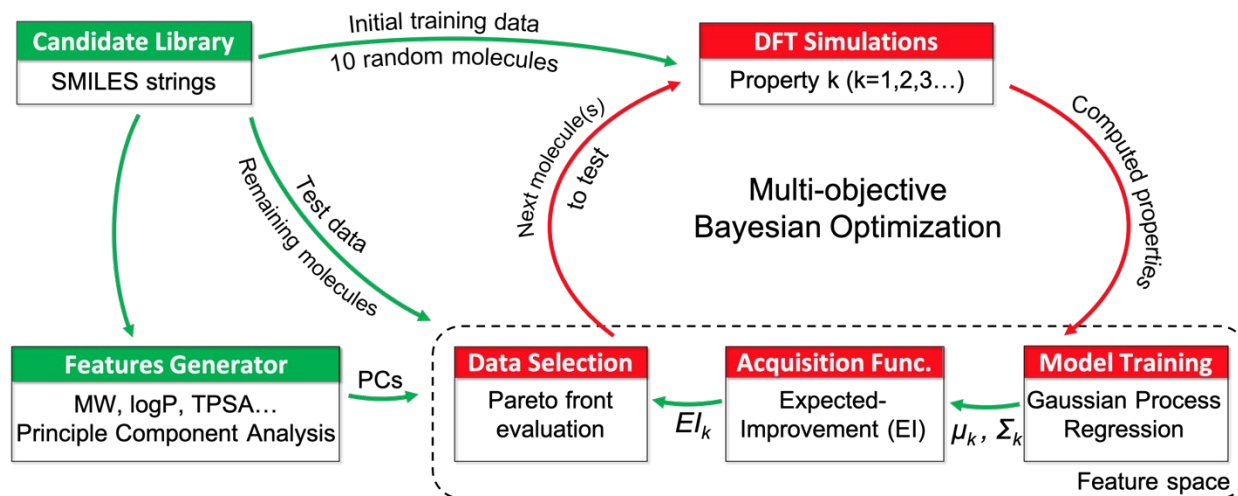 Candidate Library
SMILES strings
Initial training data
10 random molecules
DFT Simulations
Property k (k=1,2,3...)
Test data
Remaining molecules
Next molecule(s)
to test
Multi-objective
Bayesian Optimization
Computed properties
Features Generator
MW, logP, TPSA...
Principle Component Analysis
PCs
Data Selection
Pareto front
evaluation
EIₖ
Acquisition Func.
Expected-
Improvement (EI)
μₖ, Σₖ
Model Training
Gaussian Process
Regression
Feature space